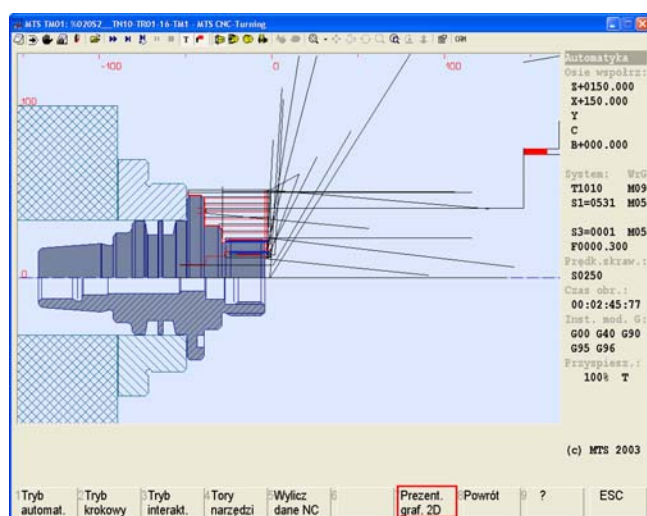 MTS TM01: %020S2__TN10-TR01-16-TM1 - MTS CNC-Turning
-100 0 100
100
0
Automatyka
Osie współrz:
Z+0150.000
X+150.000
Y
C
B+000.000
System: WrG
T1010 M09
S1=0531 M05
S3=0001 M05
F0000.300
Prędk.skraw.:
S0250
Czas obr.:
00:02:45:77
Inst. mod. G:
G00 G40 G90
G95 G96
Przyspiesz.:
100% T
(c) MTS 2003
1 Tryb automat.
2 Tryb krokowy
3 Tryb interakt.
4 Tory narzędzi
5 Wylicz dane NC
6
7 Prezent. graf. 2D
8 Powrót
9 ?
ESC